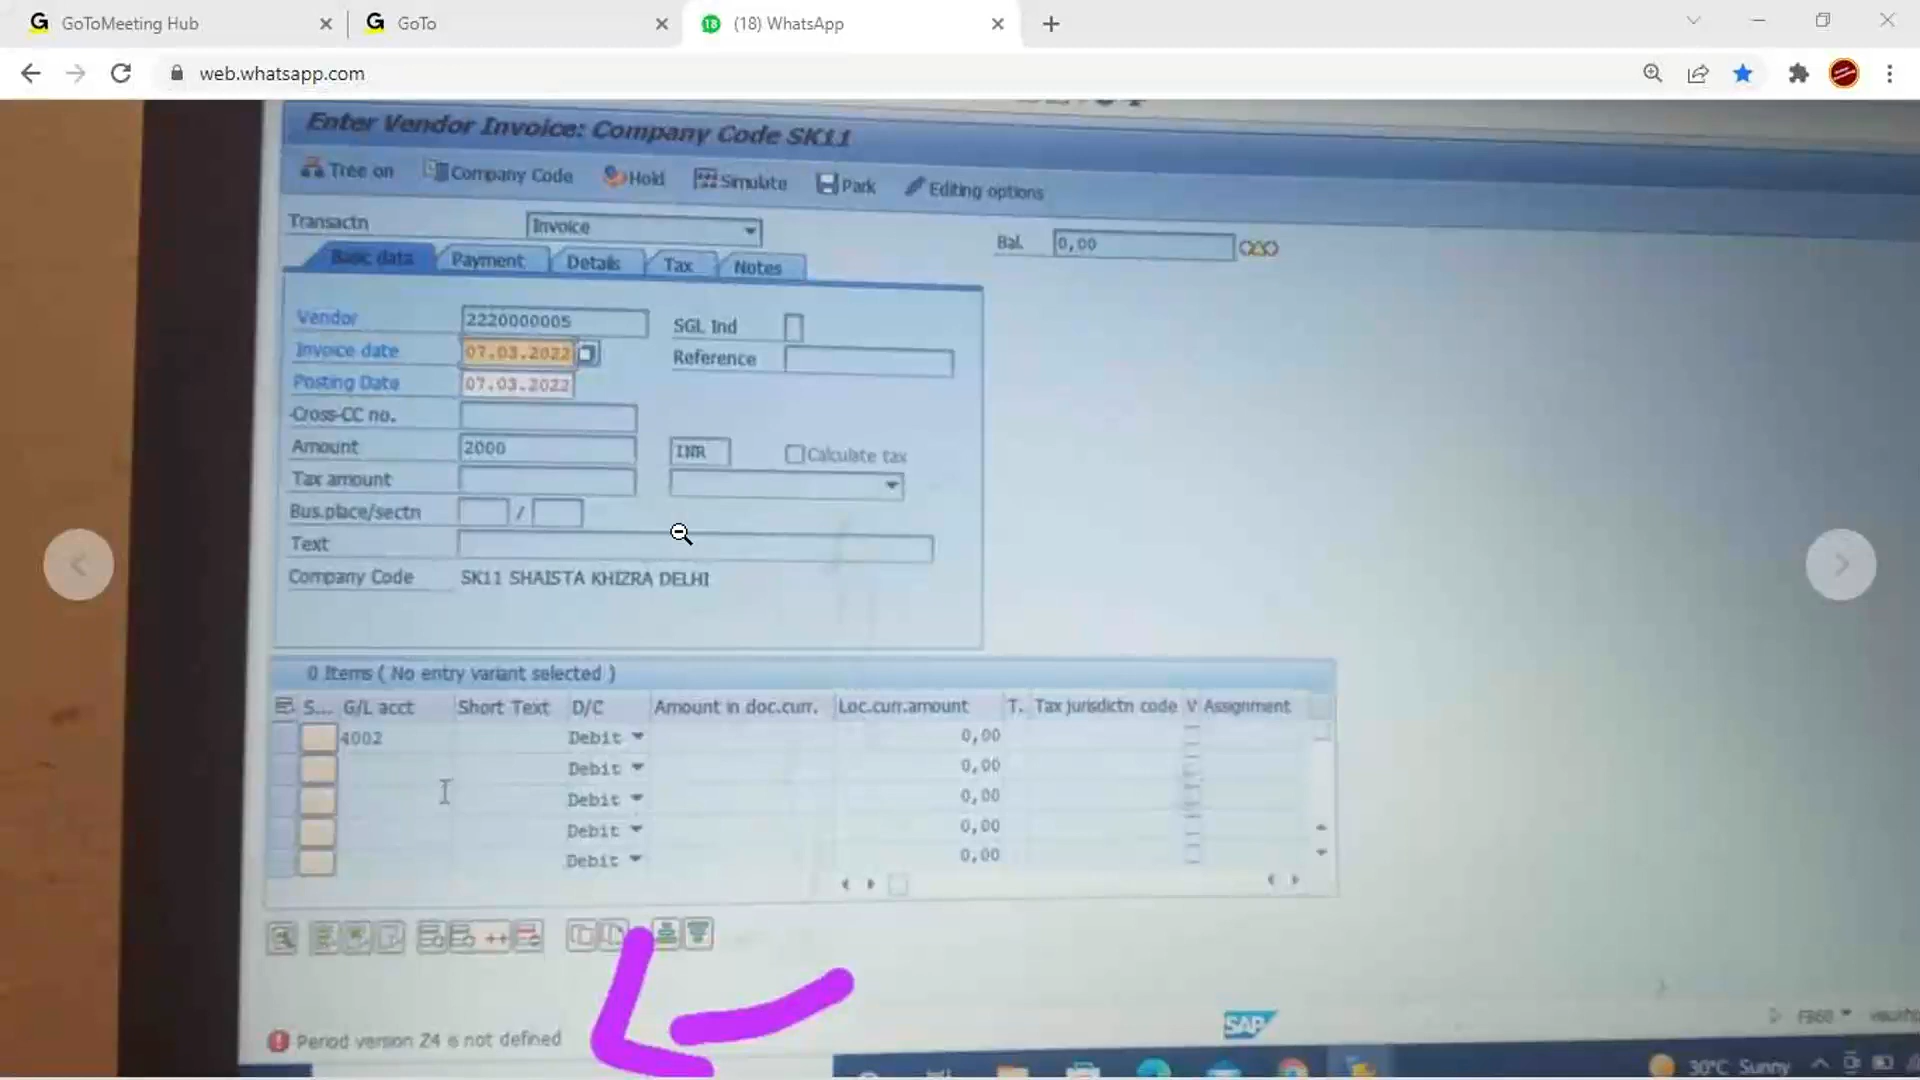 GoToMeeting Hub
GoTo
(18) WhatsApp
web.whatsapp.com
Enter Vendor Invoice: Company Code SK11
Tree on Company Code Hold Simulate Park Editing options
Transactn Invoice
Bal. 0,00
Basic data Payment Details Tax Notes
Vendor 2220000005 SGL Ind
Invoice date 07.03.2022 Reference
Posting Date 07.03.2022
Cross-CC no.
Amount 2000 INR Calculate tax
Tax amount
Bus.place/sectn /
Text
Company Code SK11 SHAISTA KHIZRA DELHI
0 Items ( No entry variant selected )
S... G/L acct Short Text D/C Amount in doc.curr. Loc.curr.amount T. Tax jurisdictn code V Assignment
4002 Debit 0,00
Debit 0,00
Debit 0,00
Debit 0,00
Debit 0,00
Period version Z4 is not defined
SAP
FB60
30°C Sunny